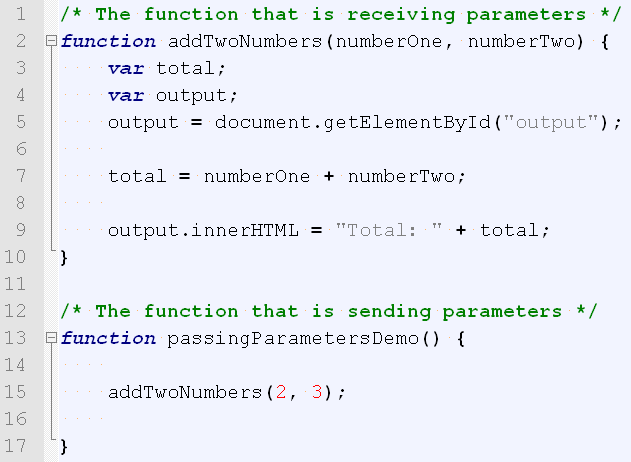 1 /* The function that is receiving parameters */
2 function addTwoNumbers(numberOne, numberTwo) {
3 var total;
4 var output;
5 output = document.getElementById("output");
6
7 total = numberOne + numberTwo;
8
9 output.innerHTML = "Total: " + total;
10 }
11
12 /* The function that is sending parameters */
13 function passingParametersDemo() {
14
15 addTwoNumbers(2, 3);
16
17 }